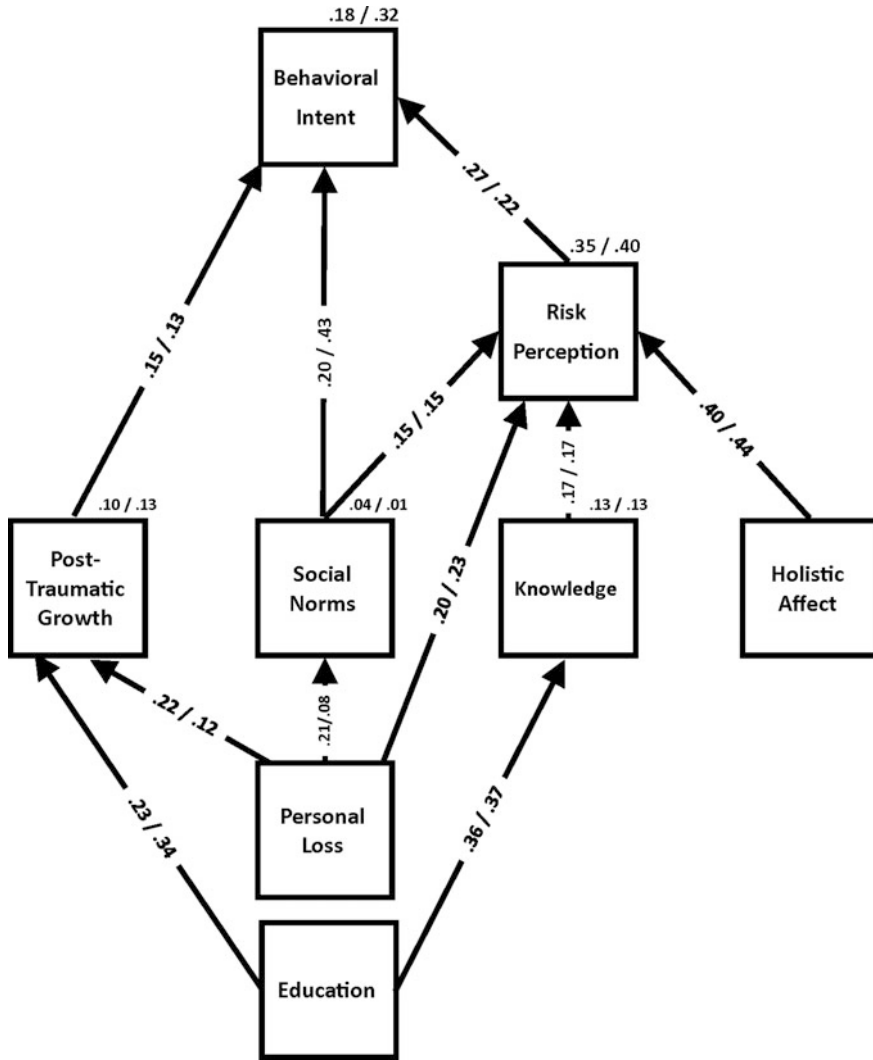 .18 / .32
Behavioral
Intent
.27 / .22
.35 / .40
Risk
Perception
.15 / .13
.20 / .43
.15 / .15
.17 / .17
.40 / .44
.20 / .23
.10 / .13
Post-
Traumatic
Growth
.04 / .01
Social
Norms
.13 / .13
Knowledge
Holistic
Affect
.22 / .12
.21/.08
.23 / .34
.36 / .37
Personal
Loss
Education